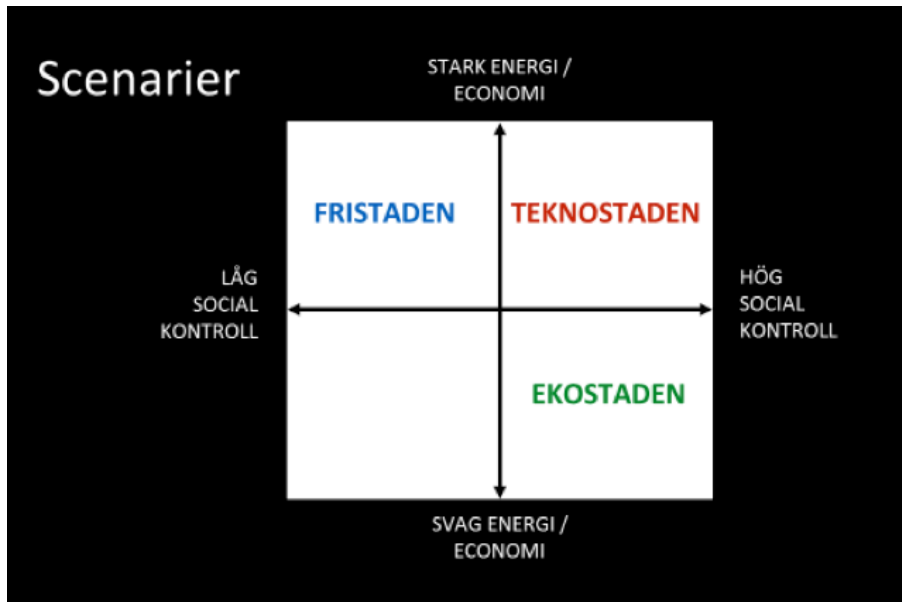 Scenarier
STARK ENERGI /
ECONOMI
FRISTADEN
TEKNOSTADEN
LÅG
SOCIAL
KONTROLL
HÖG
SOCIAL
KONTROLL
EKOSTADEN
SVAG ENERGI /
ECONOMI